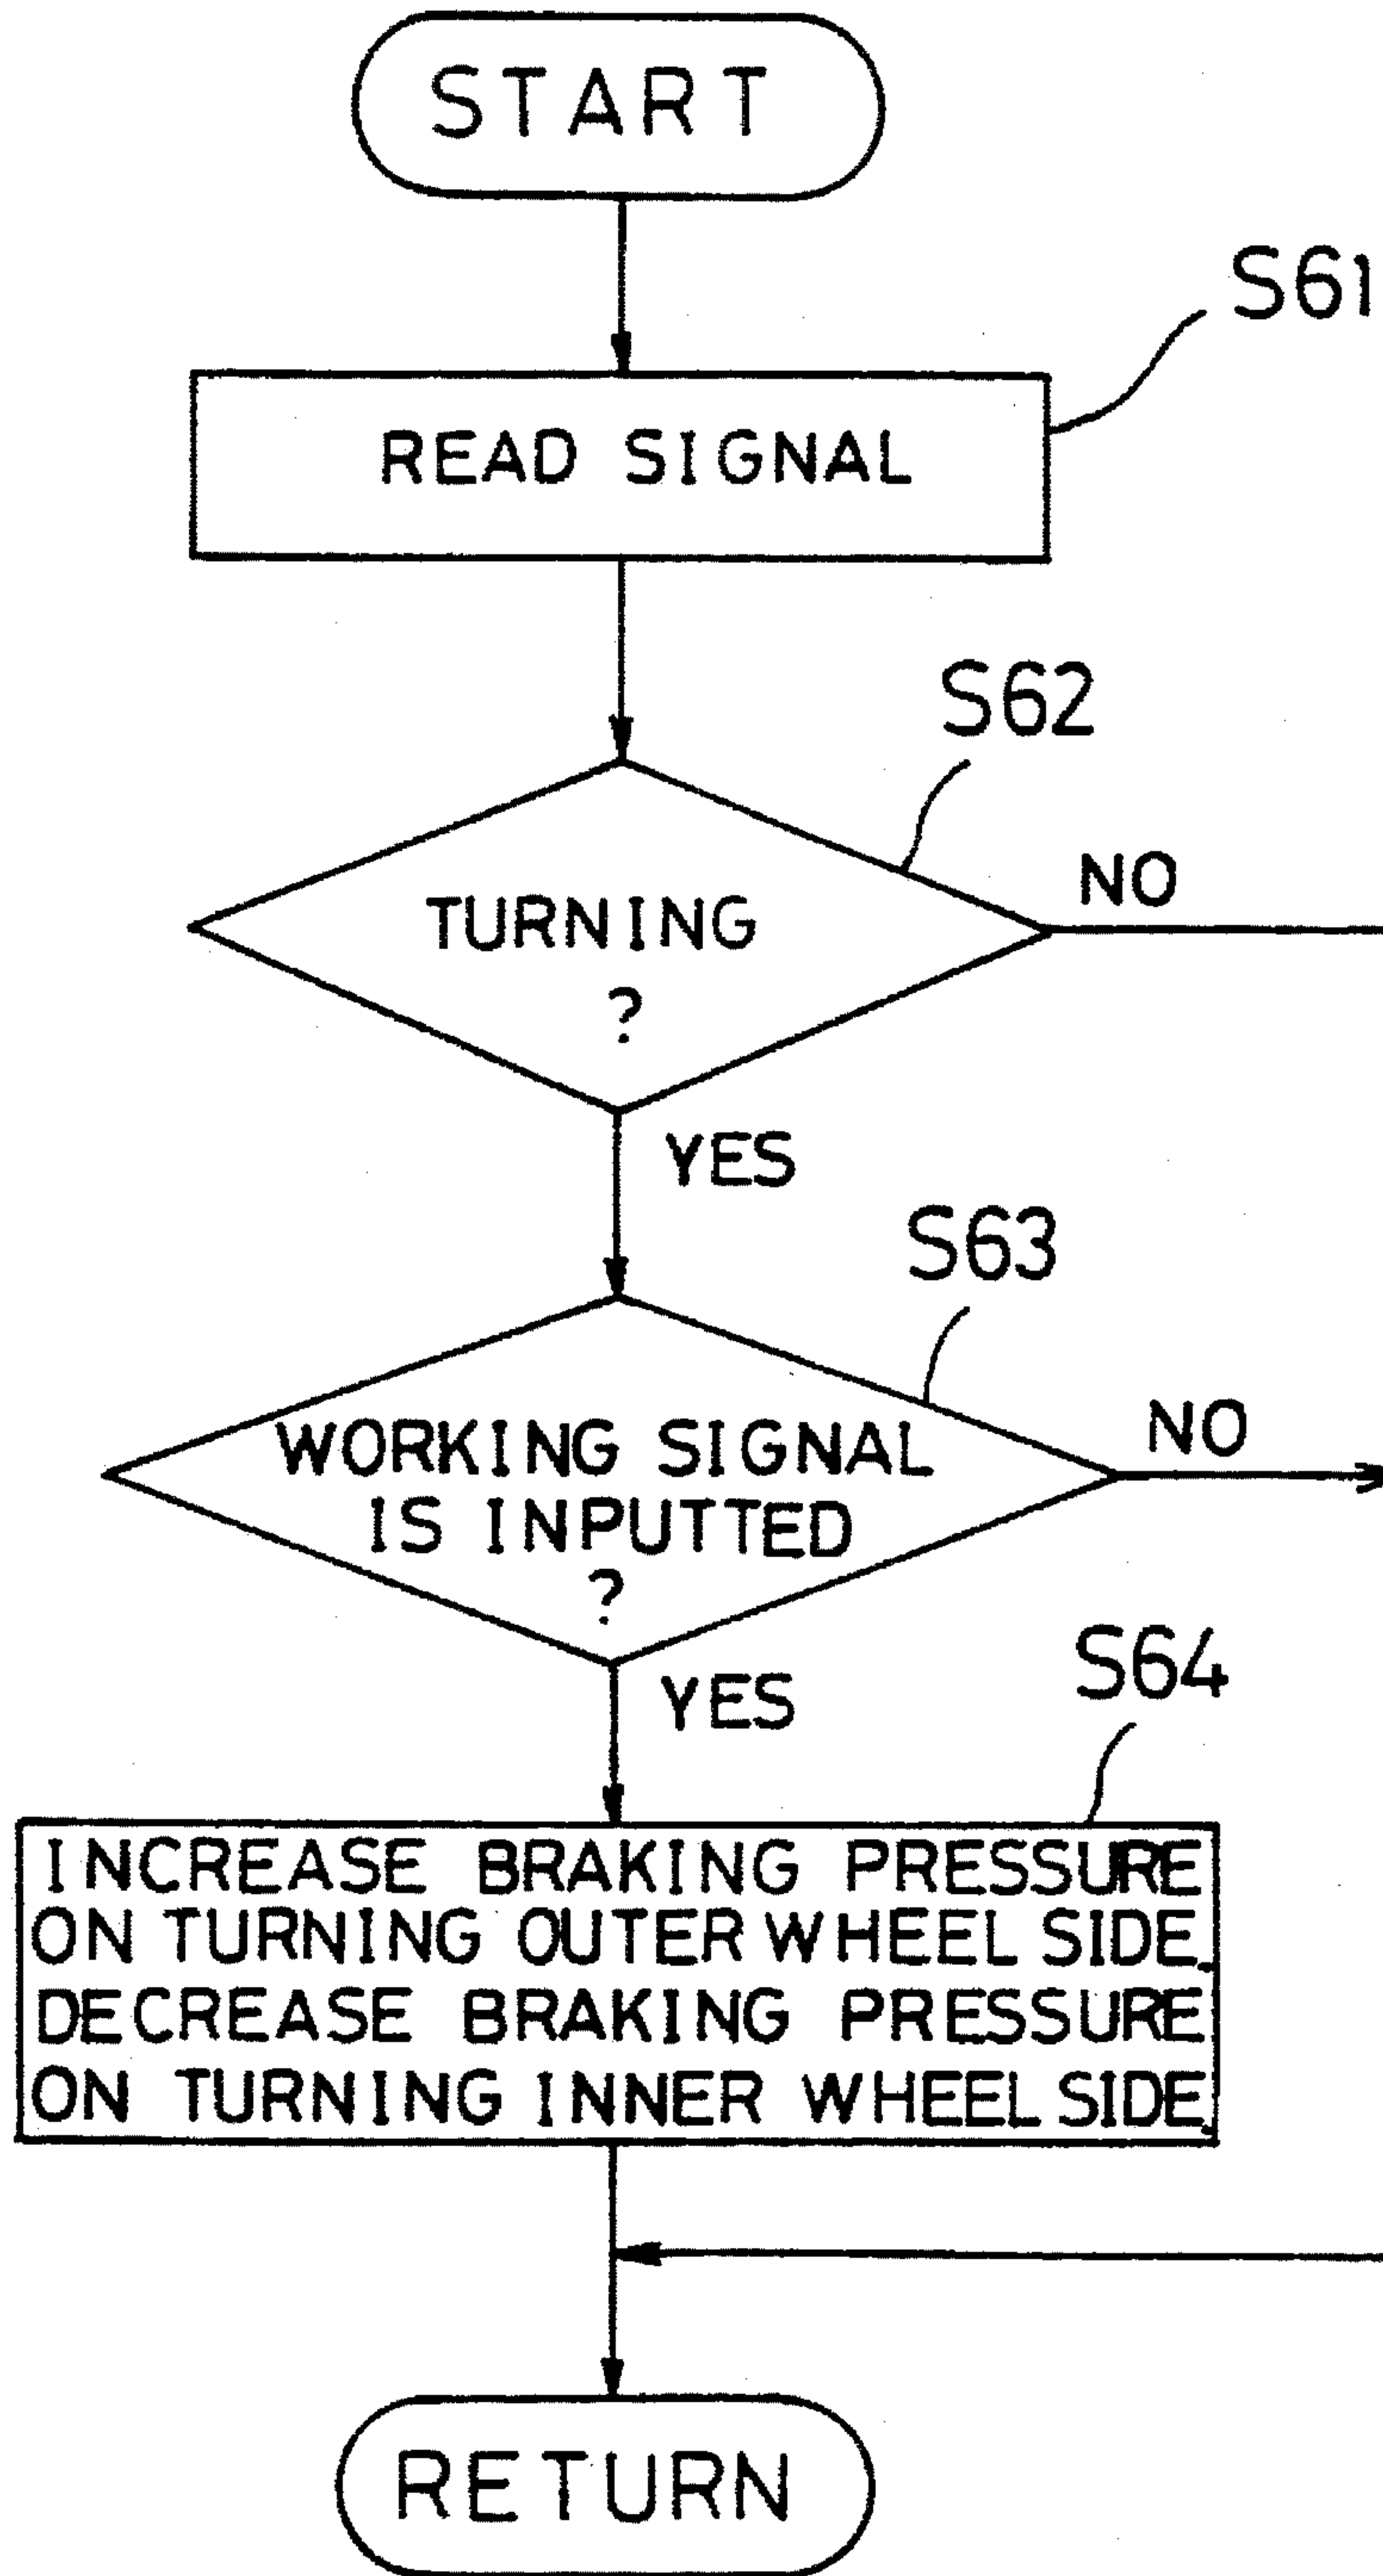 START
S61
READ SIGNAL
S62
TURNING
?
NO
YES
S63
WORKING SIGNAL
IS INPUTTED
?
NO
YES
S64
INCREASE BRAKING PRESSURE
ON TURNING OUTER WHEEL SIDE.
DECREASE BRAKING PRESSURE
ON TURNING INNER WHEEL SIDE.
RETURN